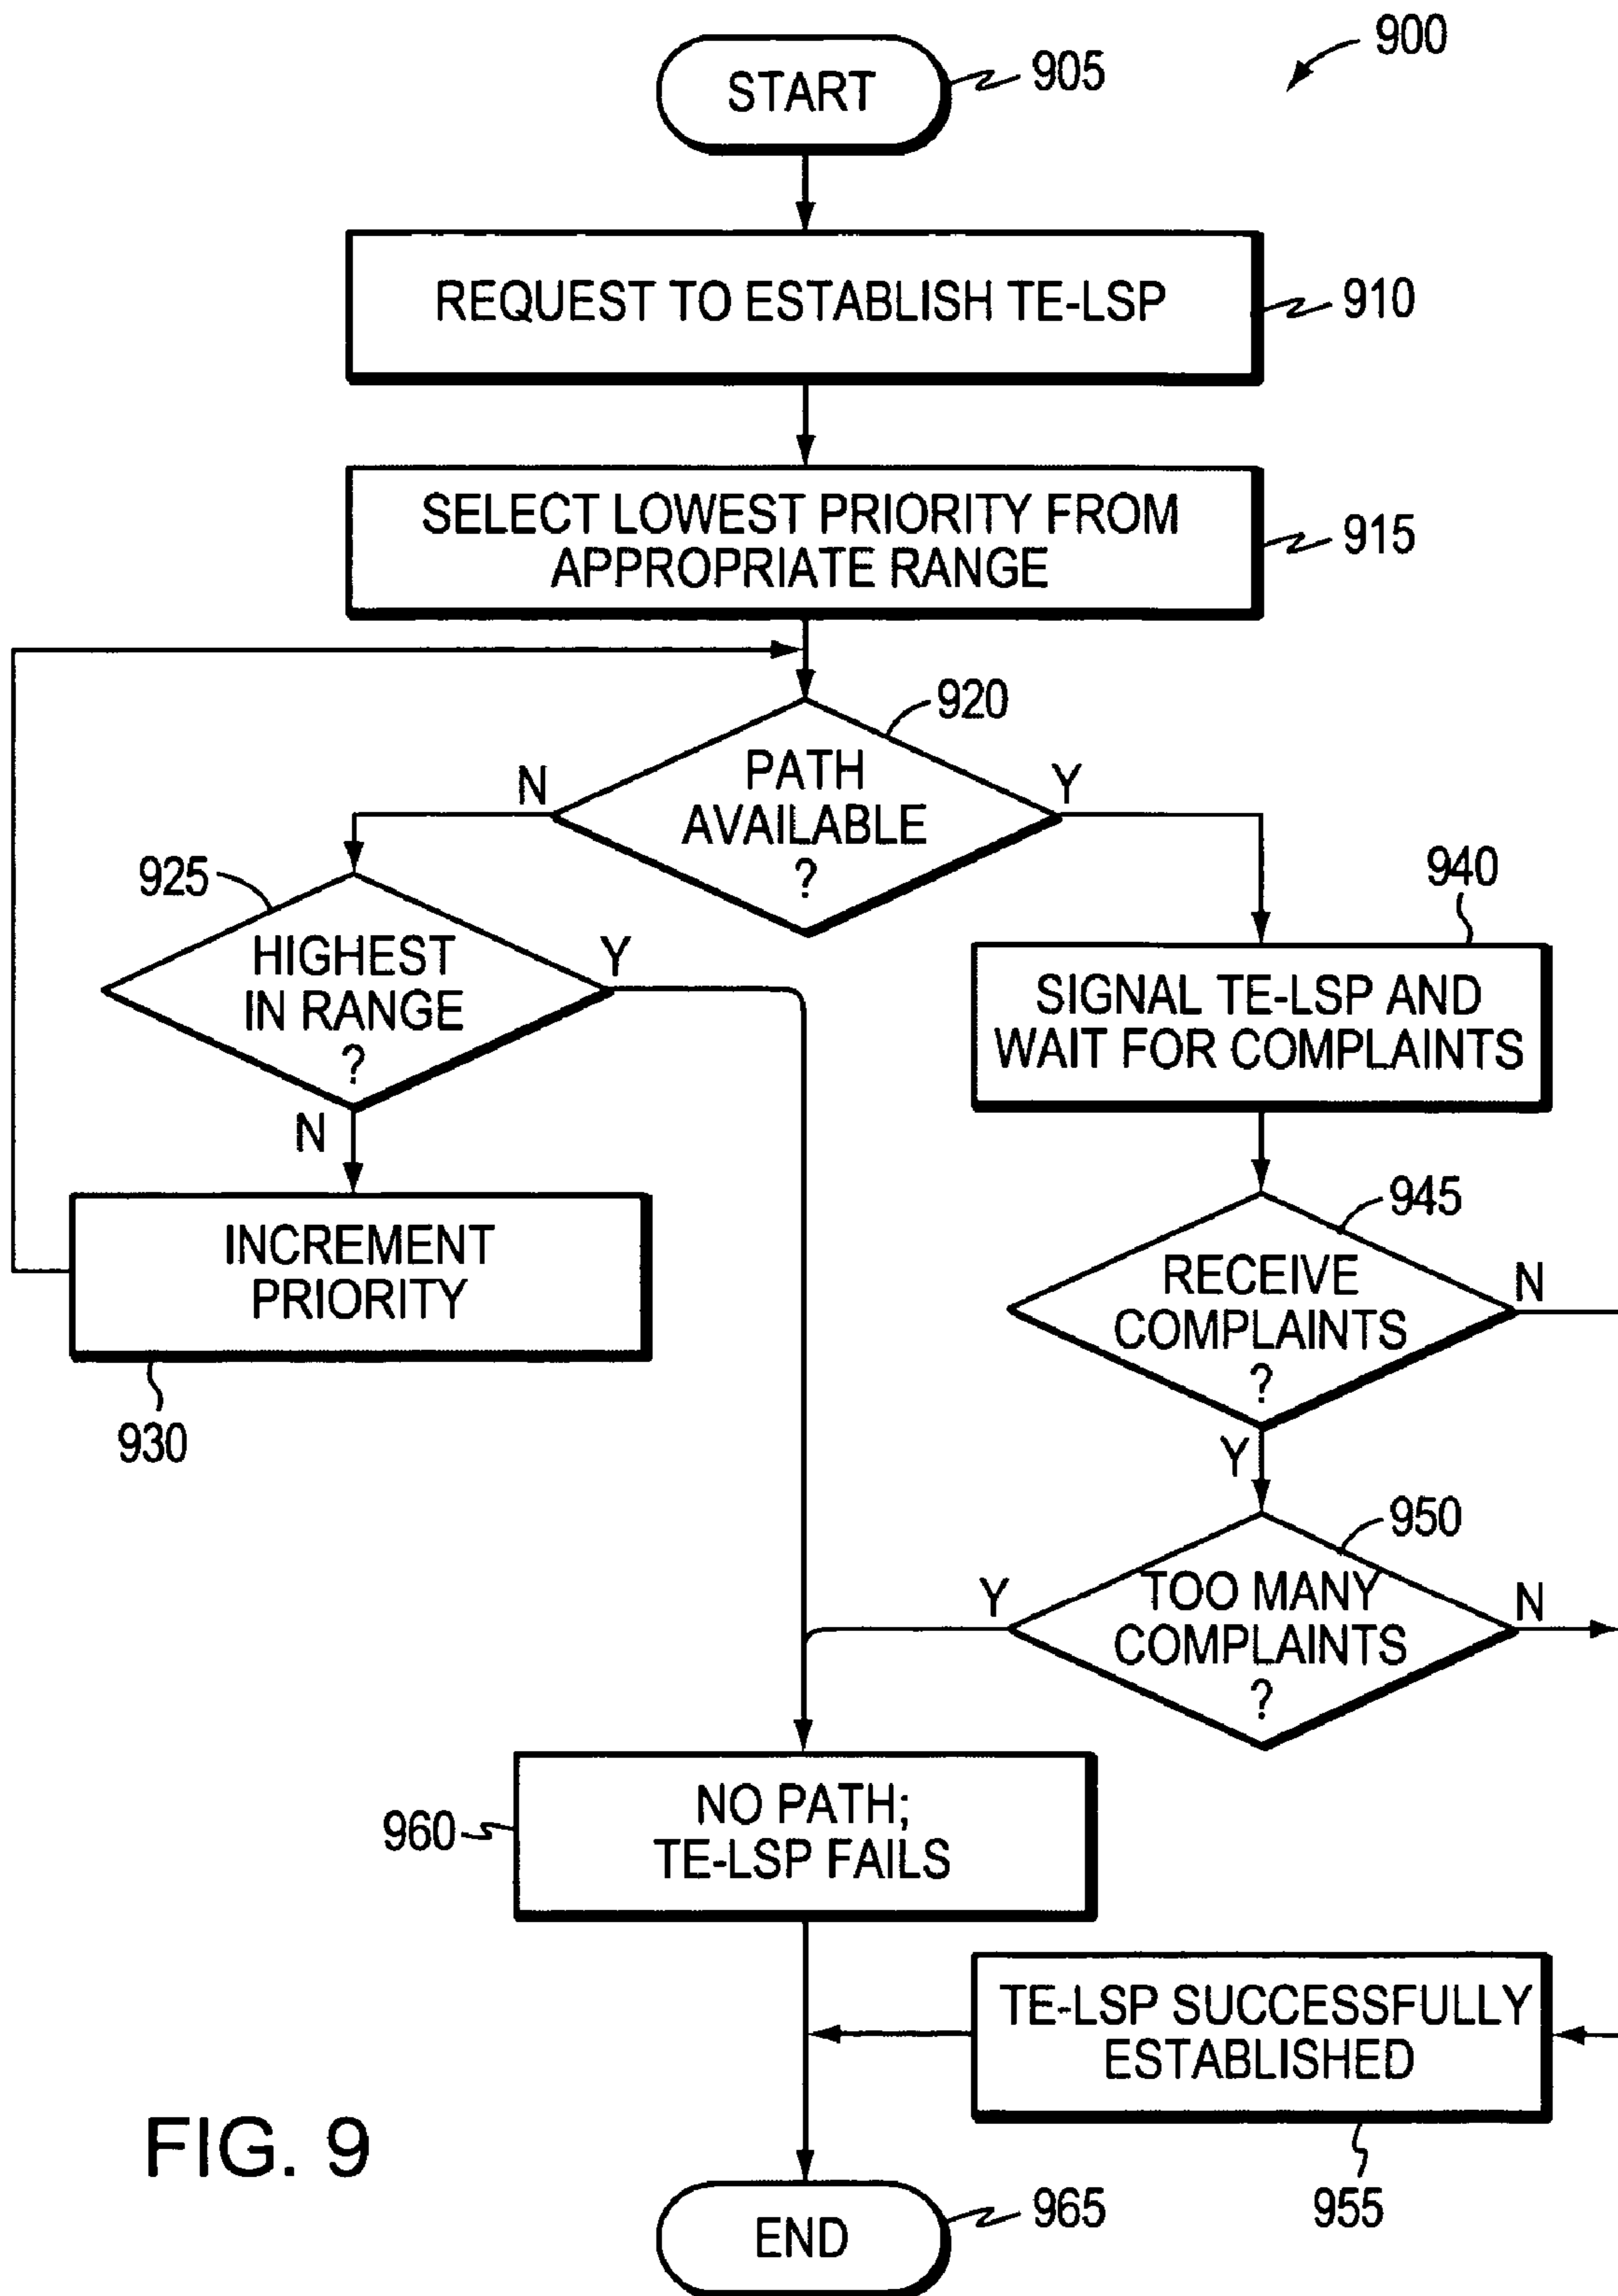 900
START
905
REQUEST TO ESTABLISH TE-LSP
910
SELECT LOWEST PRIORITY FROM
APPROPRIATE RANGE
915
920
PATH
AVAILABLE
?
N
Y
925
HIGHEST
IN RANGE
?
Y
N
940
SIGNAL TE-LSP AND
WAIT FOR COMPLAINTS
INCREMENT
PRIORITY
930
945
RECEIVE
COMPLAINTS
?
N
Y
950
TOO MANY
COMPLAINTS
?
Y
N
NO PATH;
TE-LSP FAILS
960
TE-LSP SUCCESSFULLY
ESTABLISHED
955
END
965
FIG. 9